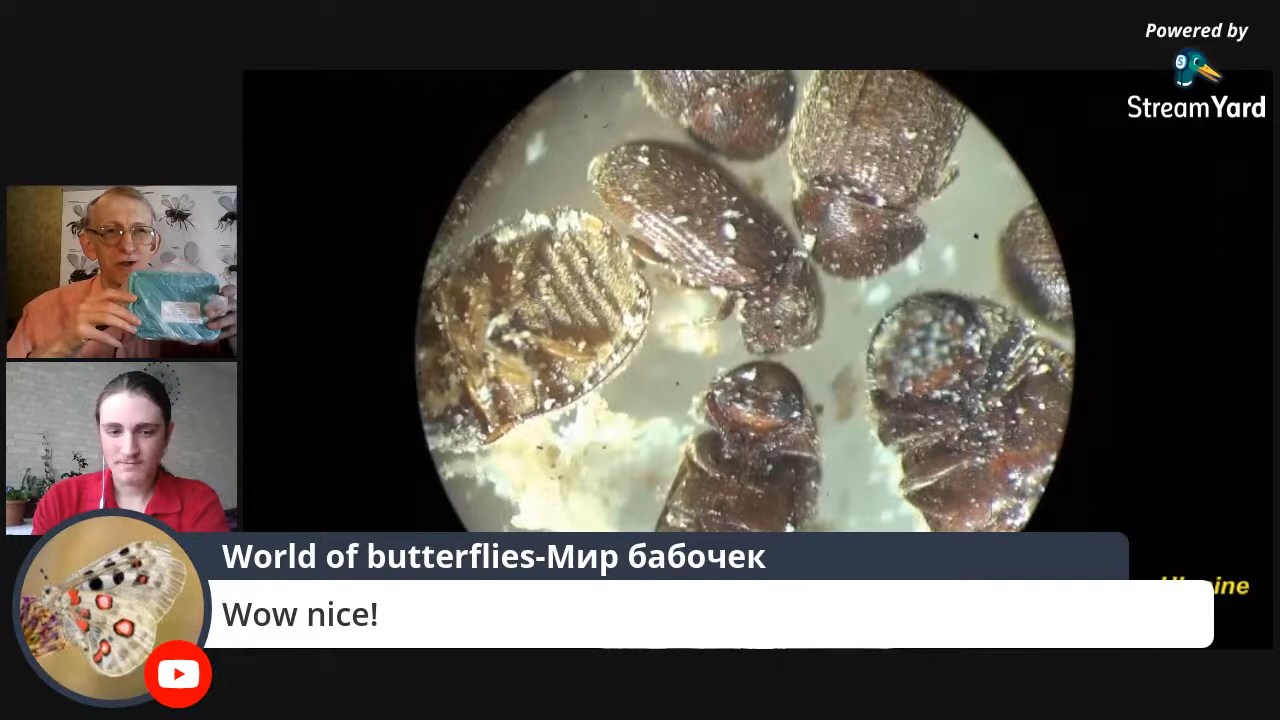 Powered by
StreamYard
World of butterflies-Мир бабочек
Wow nice!